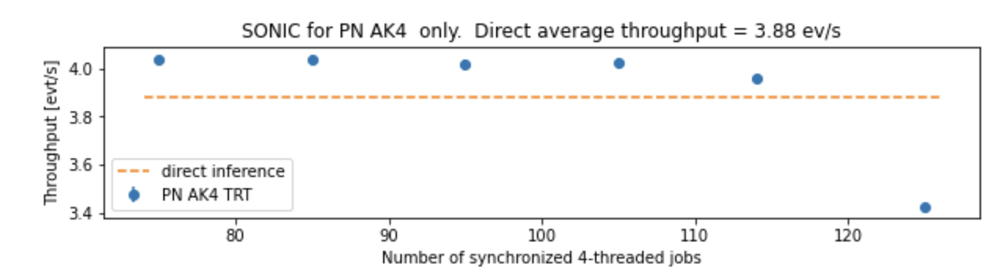 SONIC for PN AK4  only.  Direct average throughput = 3.88 ev/s
Throughput [evt/s]
4.0
3.8
3.6
3.4
direct inference
PN AK4 TRT
80 90 100 110 120
Number of synchronized 4-threaded jobs